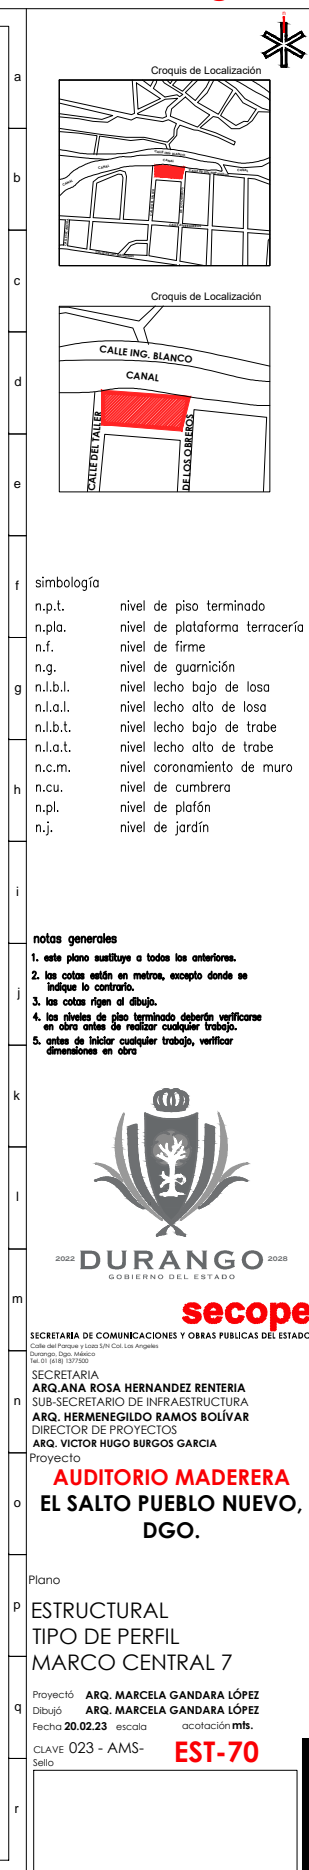 a
Croquis de Localización
b
CANAL
CANAL
CANAL
CANAL
c
Croquis de Localización
CALLE ING. BLANCO
d
CANAL
CALLE DEL TALLER
DE LOS OBREROS
e
f
simbología
n.p.t. nivel de piso terminado
n.pla. nivel de plataforma terracería
n.f. nivel de firme
n.g. nivel de guarnición
g
n.l.b.l. nivel lecho bajo de losa
n.l.a.l. nivel lecho alto de losa
n.l.b.t. nivel lecho bajo de trabe
n.l.a.t. nivel lecho alto de trabe
n.c.m. nivel coronamiento de muro
h
n.cu. nivel de cumbrera
n.pl. nivel de plafón
n.j. nivel de jardín
i
notas generales
1. este plano sustituye a todos los anteriores.
2. las cotas están en metros, excepto donde se
indique lo contrario.
j
3. las cotas rigen al dibujo.
4. los niveles de piso terminado deberán verificarse
en obra antes de realizar cualquier trabajo.
5. antes de iniciar cualquier trabajo, verificar
dimensiones en obra
k
l
2022 DURANGO 2028
GOBIERNO DEL ESTADO
m
secope
SECRETARIA DE COMUNICACIONES Y OBRAS PUBLICAS DEL ESTADO
Calle del Parque y Loza S/N Col. Los Angeles
Durango, Dgo. México
Tel. 01 (618) 1377500
SECRETARIA
ARQ.ANA ROSA HERNANDEZ RENTERIA
n
SUB-SECRETARIO DE INFRAESTRUCTURA
ARQ. HERMENEGILDO RAMOS BOLÍVAR
DIRECTOR DE PROYECTOS
ARQ. VICTOR HUGO BURGOS GARCIA
Proyecto
AUDITORIO MADERERA
o
EL SALTO PUEBLO NUEVO,
DGO.
Plano
p
ESTRUCTURAL
TIPO DE PERFIL
MARCO CENTRAL 7
Proyectó ARQ. MARCELA GANDARA LÓPEZ
q
Dibujó ARQ. MARCELA GANDARA LÓPEZ
Fecha 20.02.23 escala acotación mts.
CLAVE 023 - AMS- EST-70
Sello
r